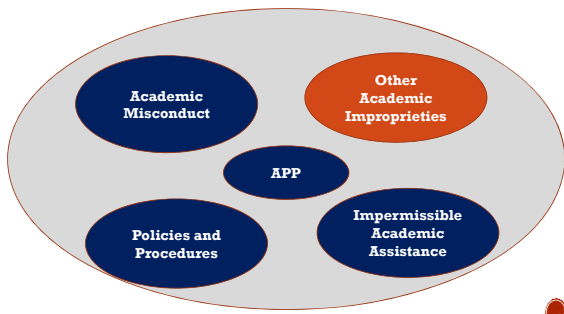 Academic
Misconduct
Other
Academic
Improprieties
APP
Policies and
Procedures
Impermissible
Academic
Assistance